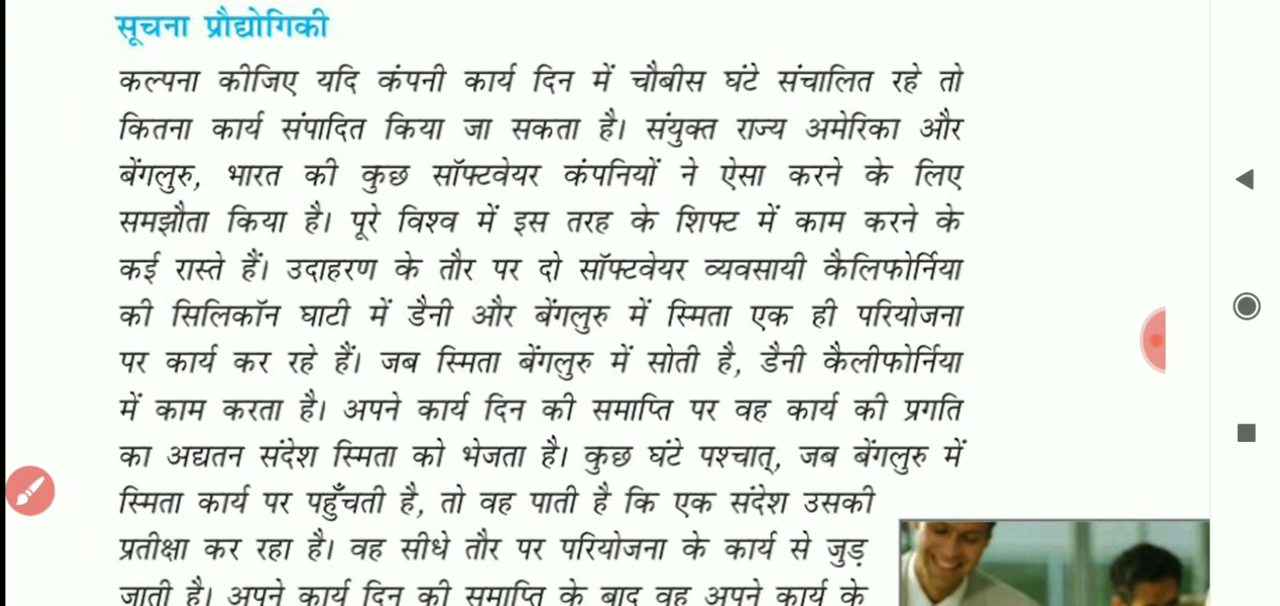 सूचना प्रौद्योगिकी
कल्पना कीजिए यदि कंपनी कार्य दिन में चौबीस घंटे संचालित रहे तो
कितना कार्य संपादित किया जा सकता है। संयुक्त राज्य अमेरिका और
बेंगलुरु, भारत की कुछ सॉफ्टवेयर कंपनियों ने ऐसा करने के लिए
समझौता किया है। पूरे विश्व में इस तरह के शिफ्ट में काम करने के
कई रास्ते हैं। उदाहरण के तौर पर दो सॉफ्टवेयर व्यवसायी कैलिफोर्निया
की सिलिकॉन घाटी में डैनी और बेंगलुरु में स्मिता एक ही परियोजना
पर कार्य कर रहे हैं। जब स्मिता बेंगलुरु में सोती है, डैनी कैलीफोर्निया
में काम करता है। अपने कार्य दिन की समाप्ति पर वह कार्य की प्रगति
का अद्यतन संदेश स्मिता को भेजता है। कुछ घंटे पश्चात्, जब बेंगलुरु में
स्मिता कार्य पर पहुँचती है, तो वह पाती है कि एक संदेश उसकी
प्रतीक्षा कर रहा है। वह सीधे तौर पर परियोजना के कार्य से जुड़
जाती है। अपने कार्य दिन की समाप्ति के बाद वह अपने कार्य के